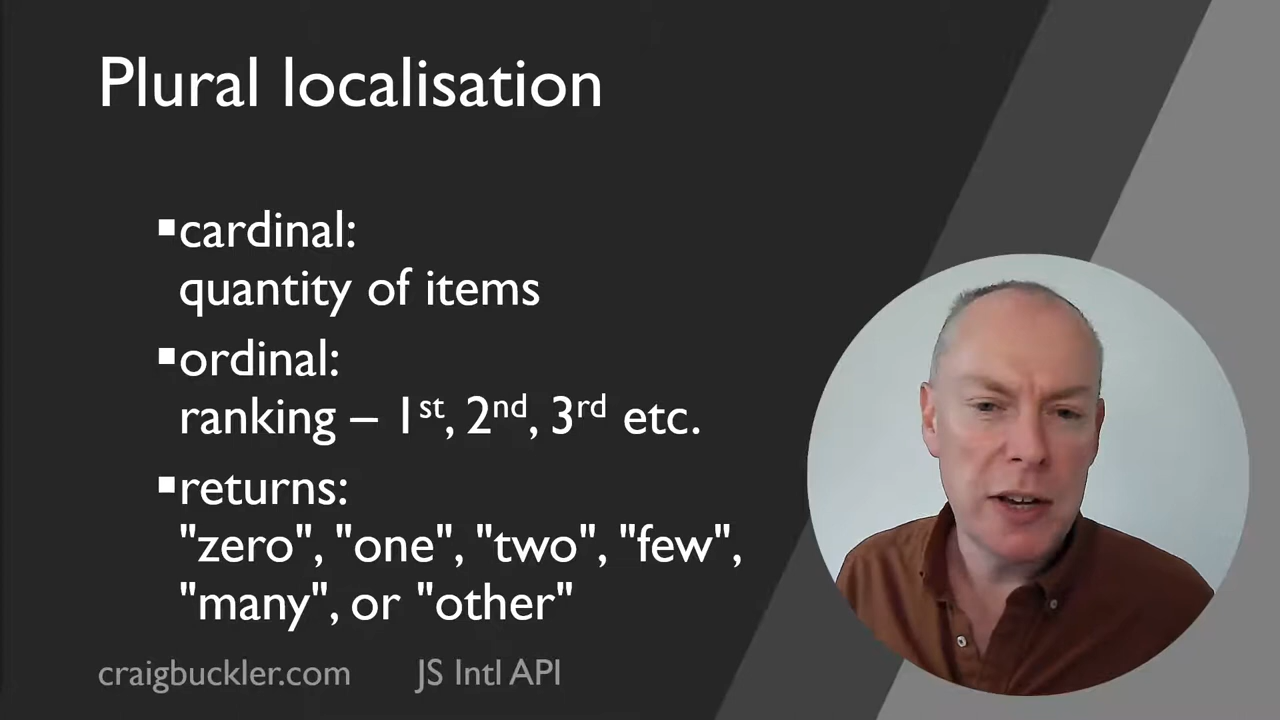 Plural localisation
▪cardinal:
quantity of items
▪ordinal:
ranking – 1st, 2nd, 3rd etc.
▪returns:
"zero", "one", "two", "few",
"many", or "other"
craigbuckler.com JS Intl API